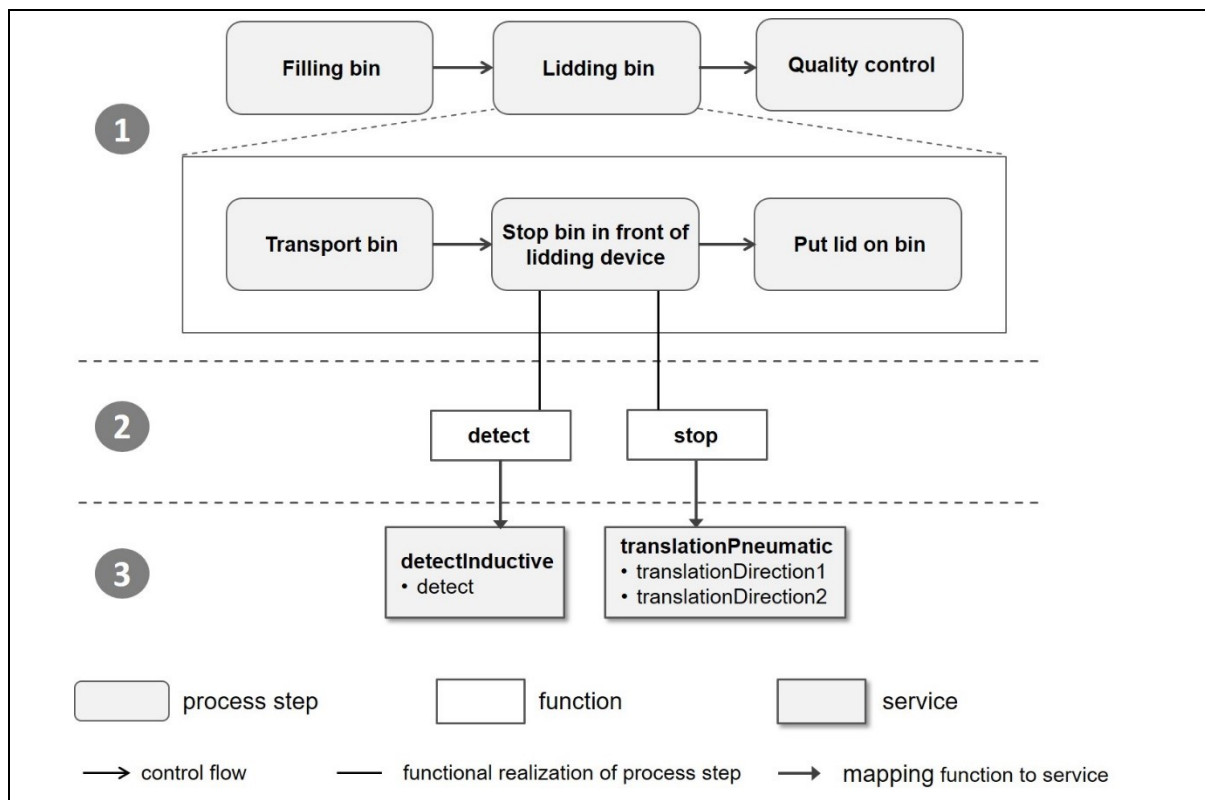 Filling bin
Lidding bin
Quality control
1
Transport bin
Stop bin in front of
lidding device
Put lid on bin
2
detect
stop
3
detectInductive
• detect
translationPneumatic
• translationDirection1
• translationDirection2
process step
function
service
control flow
functional realization of process step
mapping function to service